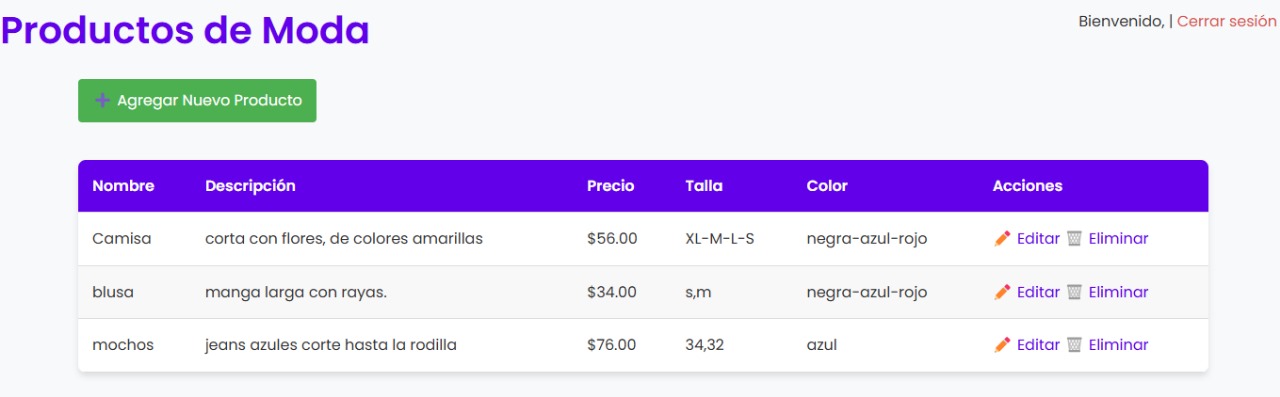 Productos de Moda
Bienvenido, | Cerrar sesión
➕ Agregar Nuevo Producto
Nombre Descripción Precio Talla Color Acciones
Camisa corta con flores, de colores amarillas $56.00 XL-M-L-S negra-azul-rojo ✏️ Editar 🗑️ Eliminar
blusa manga larga con rayas. $34.00 s,m negra-azul-rojo ✏️ Editar 🗑️ Eliminar
mochos jeans azules corte hasta la rodilla $76.00 34,32 azul ✏️ Editar 🗑️ Eliminar